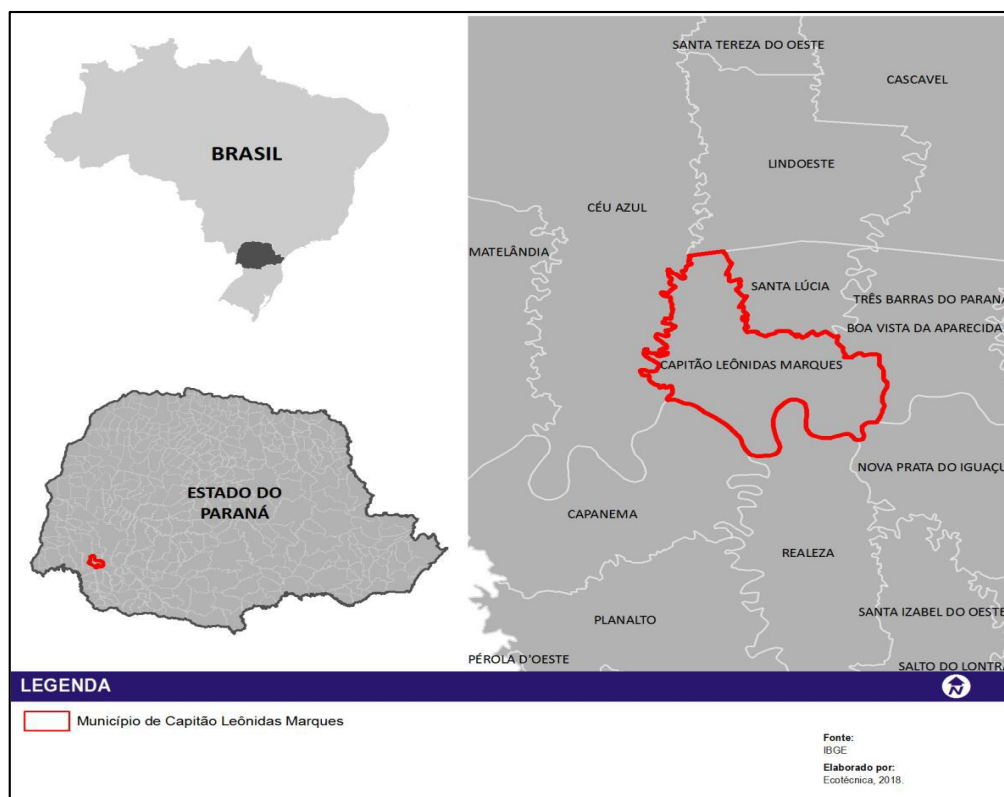 BRASIL
ESTADO DO
PARANÁ
SANTA TEREZA DO OESTE
CASCAVEL
LINDOESTE
CÉU AZUL
MATELÂNDIA
SANTA LÚCIA
TRÊS BARRAS DO PARANÁ
BOA VISTA DA APARECIDA
CAPITÃO LEÔNIDAS MARQUES
NOVA PRATA DO IGUAÇU
CAPANEMA
REALEZA
PLANALTO
SANTA IZABEL DO OESTE
PÉROLA D'OESTE
SALTO DO LONTRA
LEGENDA
N
Município de Capitão Leônidas Marques
Fonte:
IBGE
Elaborado por:
Ecotécnica, 2018.